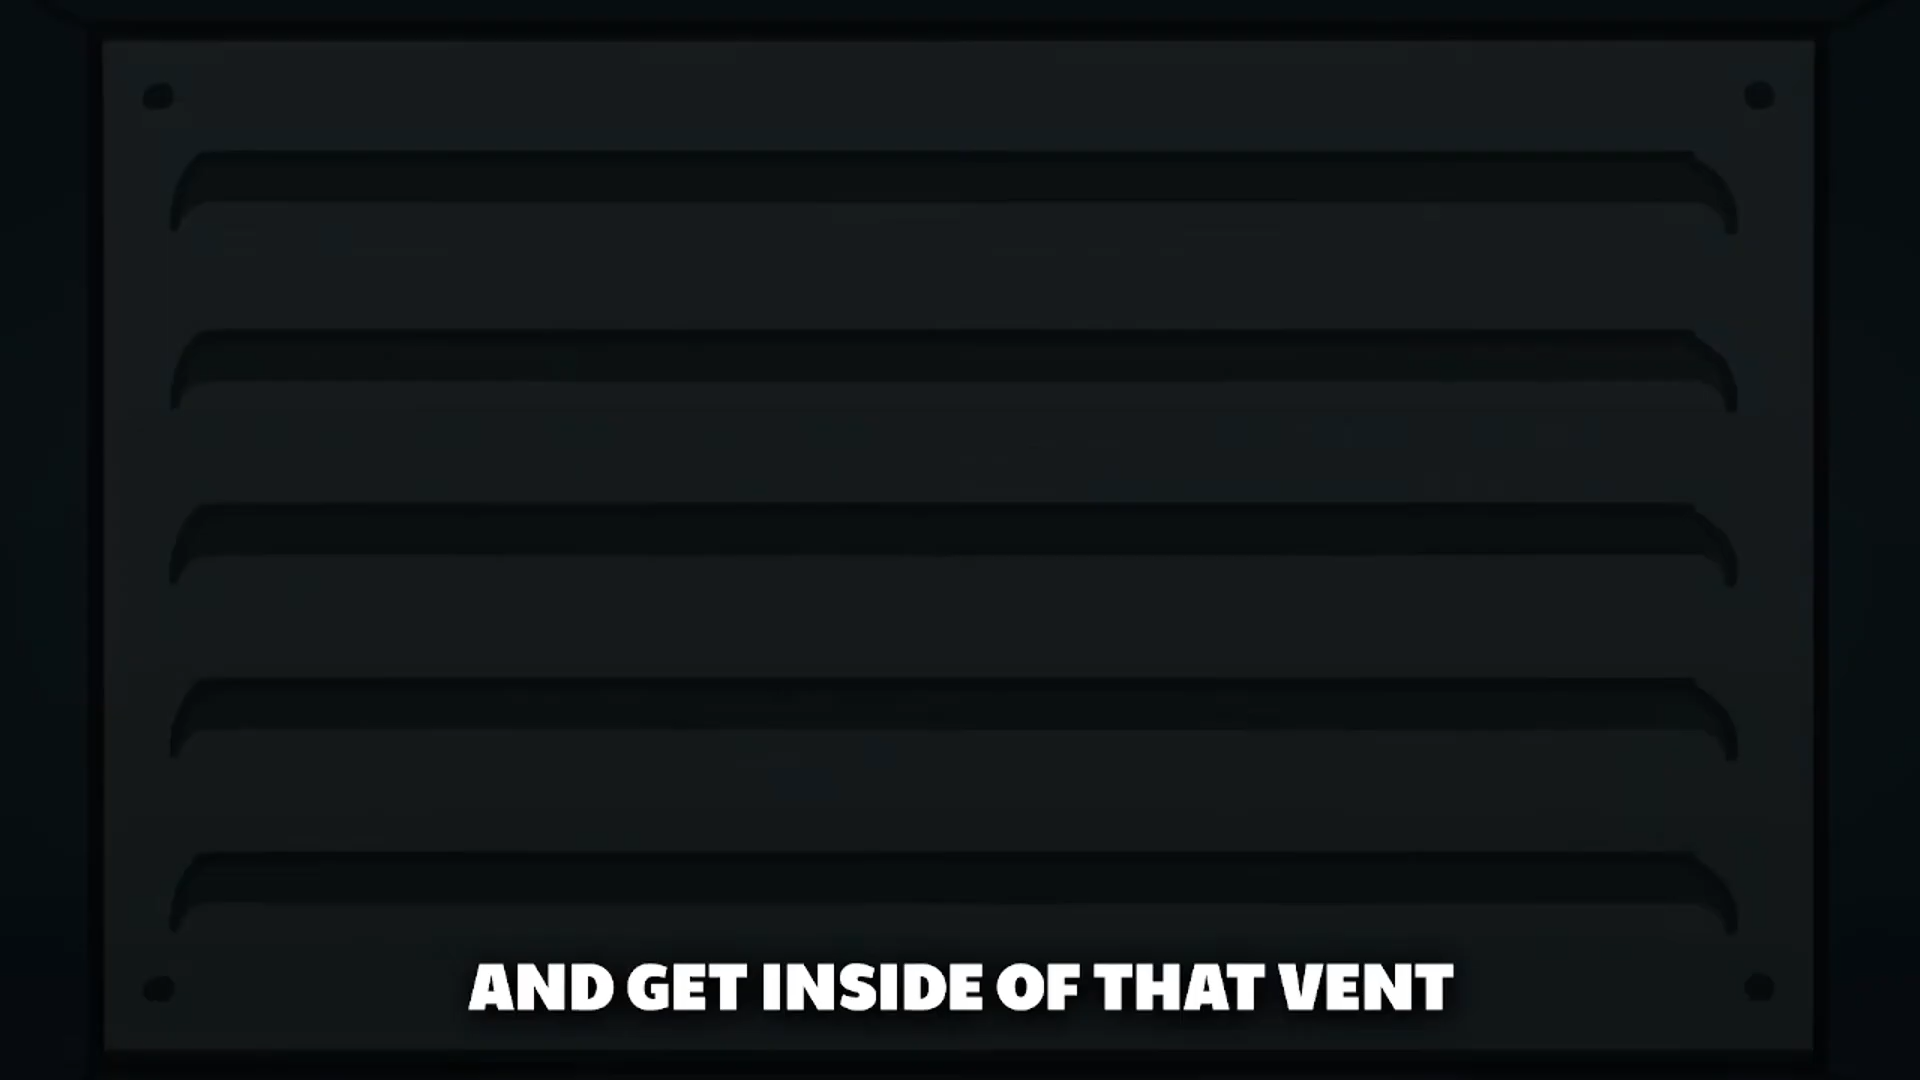 AND GET INSIDE OF THAT VENT